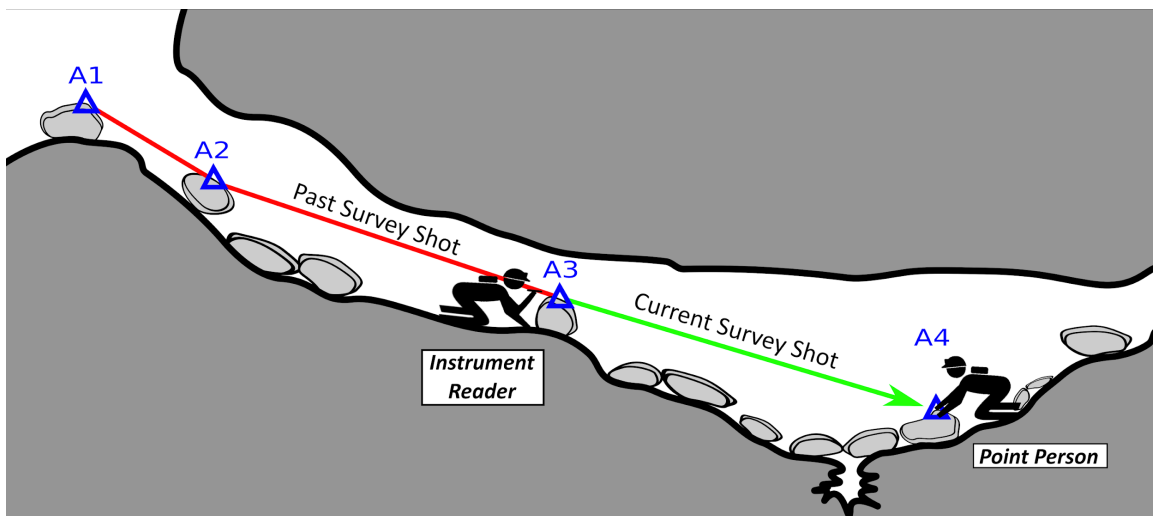 A1
A2
Past Survey Shot
A3
Current Survey Shot
A4
Instrument
Reader
Point Person